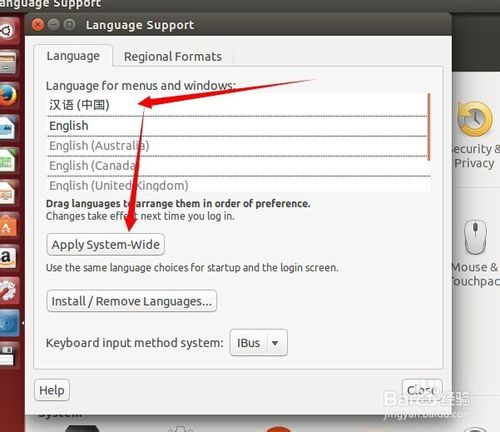 anguage Support
Language Support
Language
Regional Formats
Language for menus and windows:
汉语 (中国)
English
English (Australia)
English (Canada)
English (United Kingdom)
Drag languages to arrange them in order of preference.
Changes take effect next time you log in.
Apply System-Wide
Use the same language choices for startup and the login screen.
Install / Remove Languages...
Keyboard input method system:
IBus
Help
Close
Security &
Privacy
Mouse &
Touchpad
System
Baidu 经验
jingyan.baidu.com